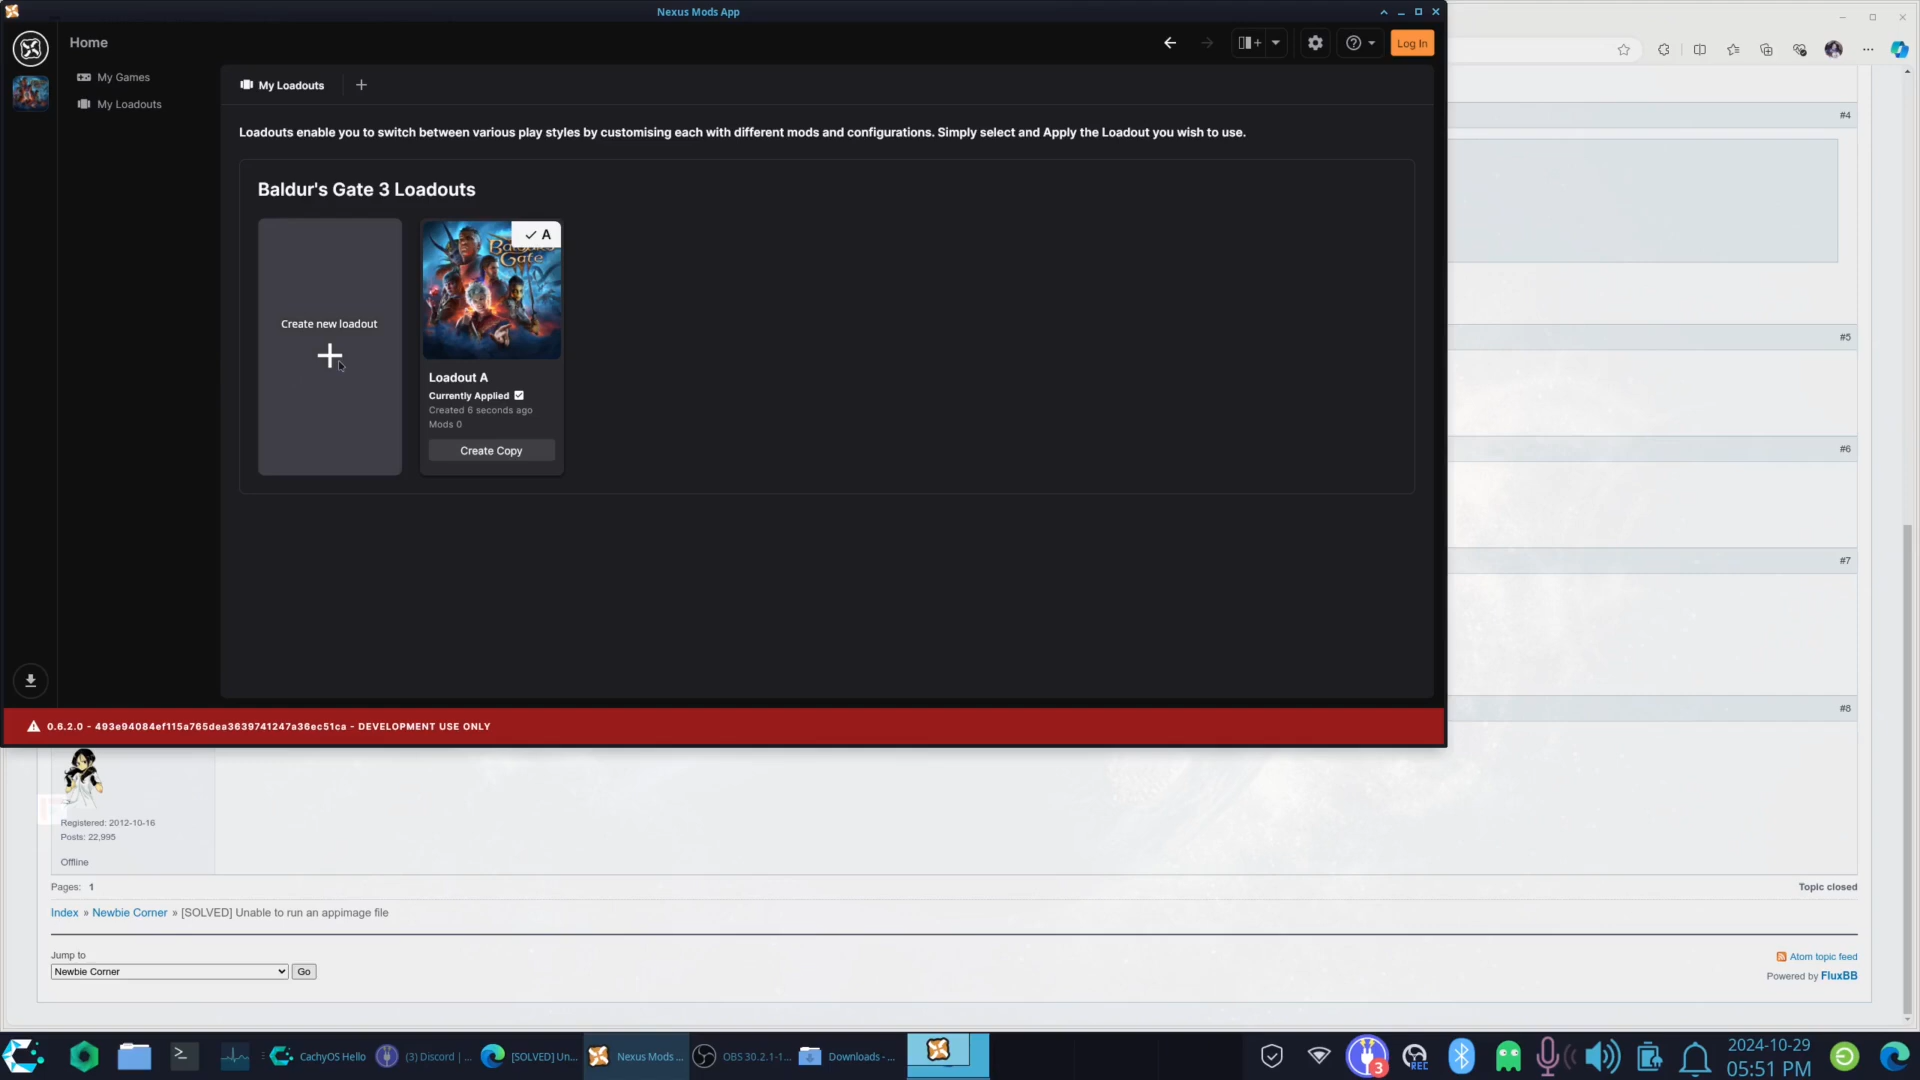 Nexus Mods App
Home
Log In
My Games
My Loadouts
My Loadouts
Loadouts enable you to switch between various play styles by customising each with different mods and configurations. Simply select and Apply the Loadout you wish to use.
Baldur's Gate 3 Loadouts
Create new loadout
A
Baldur's
Gate
Loadout A
Currently Applied
Created 6 seconds ago
Mods 0
Create Copy
0.6.2.0 - 493e94084ef115a765dea3639741247a36ec51ca - DEVELOPMENT USE ONLY
#4
#5
#6
#7
#8
Registered: 2012-10-16
Posts: 22,995
Offline
Pages: 1
Topic closed
Index » Newbie Corner » [SOLVED] Unable to run an appimage file
Jump to
Newbie Corner
Go
Atom topic feed
Powered by FluxBB
CachyOS Hello
(3) Discord | ...
[SOLVED] Un...
Nexus Mods ...
OBS 30.2.1-1...
Downloads - ...
3
REC
2024-10-29
05:51 PM